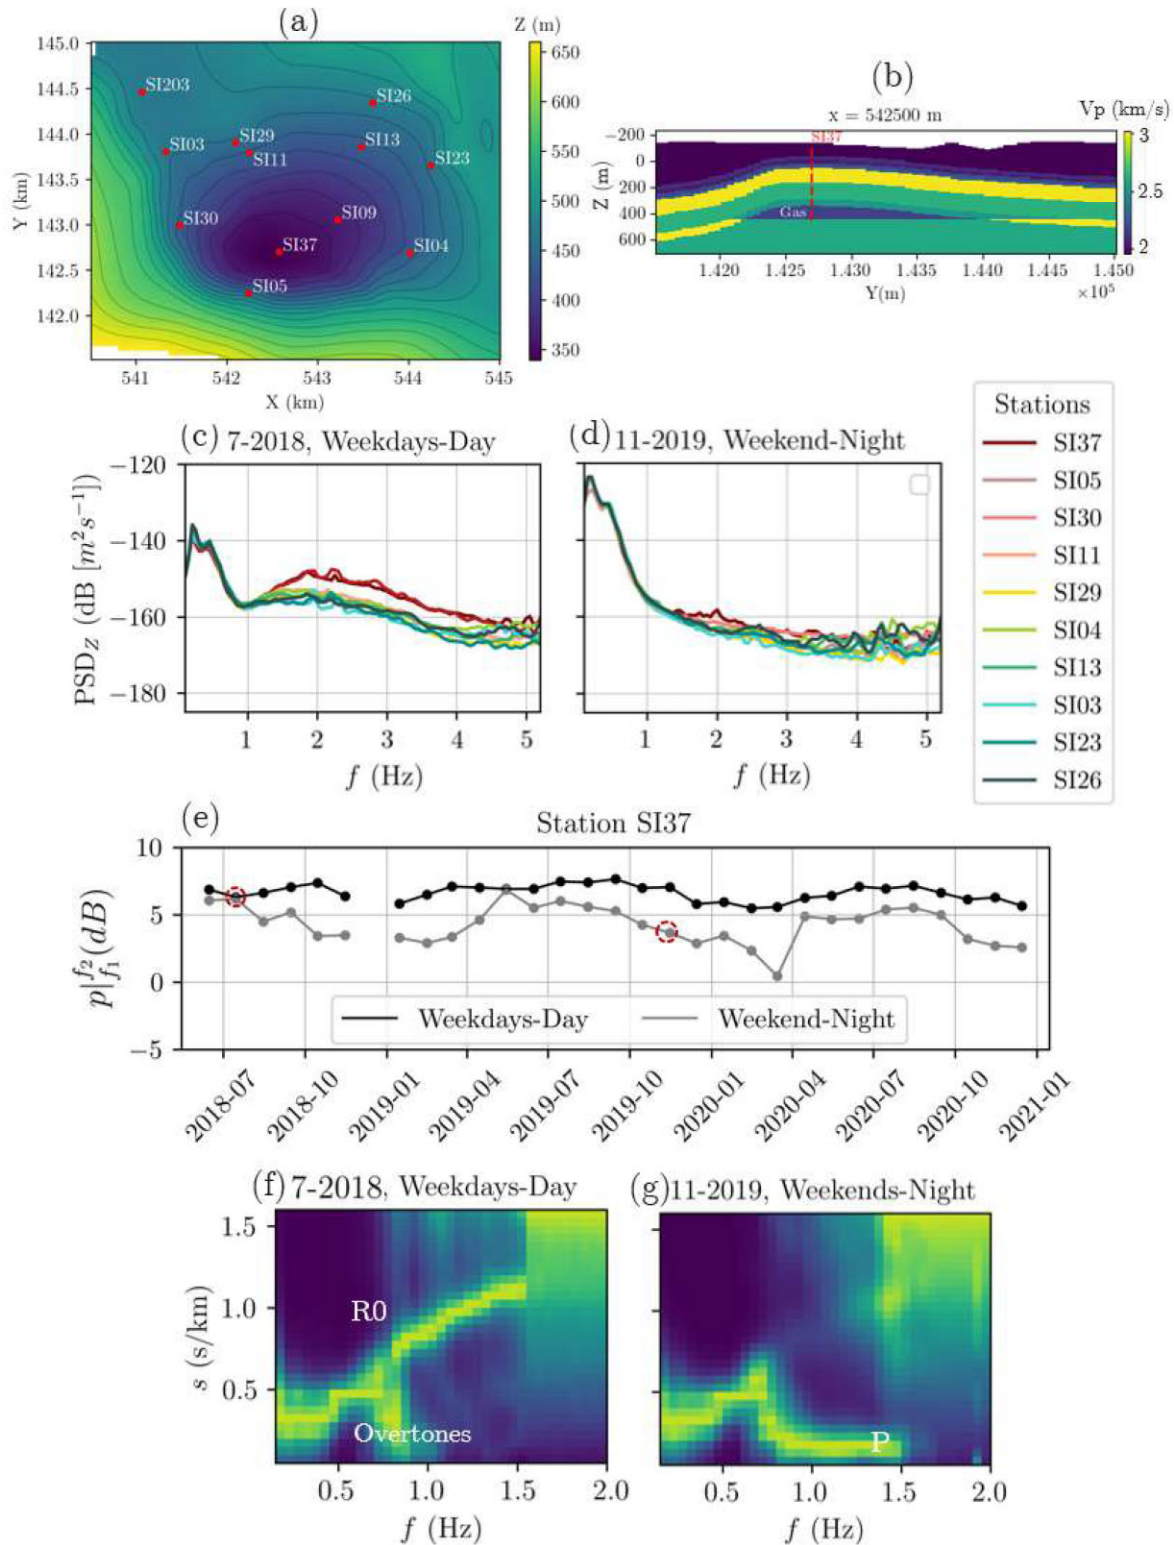 (a)
Z (m)
145.0
144.5
144.0
143.5
143.0
142.5
142.0
Y (km)
SI203
SI26
SI03
SI29
SI11
SI13
SI23
SI30
SI09
SI37
SI04
SI05
541
542
543
544
545
X (km)
650
600
550
500
450
400
350
(b)
x = 542500 m
Vp (km/s)
SI37
−200
0
200
400
600
Z (m)
Gas
3
2.5
2
1.420
1.425
1.430
1.435
1.440
1.445
1.450
Y(m)
×10⁵
(c) 7-2018, Weekdays-Day
−120
−140
−160
−180
PSD_Z (dB [m²s⁻¹])
1 2 3 4 5
f (Hz)
(d) 11-2019, Weekend-Night
1 2 3 4 5
f (Hz)
Stations
SI37
SI05
SI30
SI11
SI29
SI04
SI13
SI03
SI23
SI26
(e)
Station SI37
10
5
0
−5
p|_{f₁}^{f₂}(dB)
Weekdays-Day
Weekend-Night
2018-07
2018-10
2019-01
2019-04
2019-07
2019-10
2020-01
2020-04
2020-07
2020-10
2021-01
(f) 7-2018, Weekdays-Day
1.5
1.0
0.5
s (s/km)
R0
Overtones
0.5 1.0 1.5 2.0
f (Hz)
(g) 11-2019, Weekends-Night
P
0.5 1.0 1.5 2.0
f (Hz)